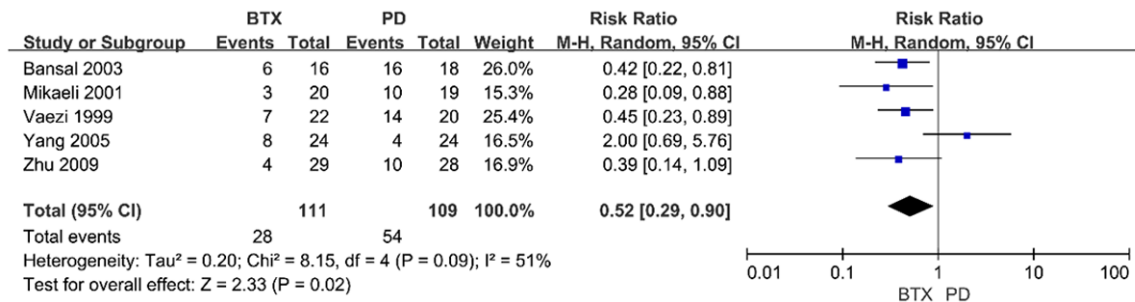 BTX PD Risk Ratio Risk Ratio
Study or Subgroup Events Total Events Total Weight M-H, Random, 95% CI M-H, Random, 95% CI
Bansal 2003 6 16 16 18 26.0% 0.42 [0.22, 0.81]
Mikaeli 2001 3 20 10 19 15.3% 0.28 [0.09, 0.88]
Vaezi 1999 7 22 14 20 25.4% 0.45 [0.23, 0.89]
Yang 2005 8 24 4 24 16.5% 2.00 [0.69, 5.76]
Zhu 2009 4 29 10 28 16.9% 0.39 [0.14, 1.09]
Total (95% CI) 111 109 100.0% 0.52 [0.29, 0.90]
Total events 28 54
Heterogeneity: Tau² = 0.20; Chi² = 8.15, df = 4 (P = 0.09); I² = 51%
Test for overall effect: Z = 2.33 (P = 0.02)
0.01 0.1 1 10 100
BTX PD